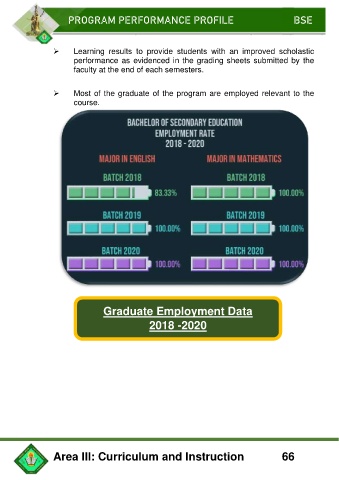 PROGRAM PERFORMANCE PROFILE BSE
➢ Learning results to provide students with an improved scholastic
performance as evidenced in the grading sheets submitted by the
faculty at the end of each semesters.
➢ Most of the graduate of the program are employed relevant to the
course.
BACHELOR OF SECONDARY EDUCATION
EMPLOYMENT RATE
2018 - 2020
MAJOR IN ENGLISH MAJOR IN MATHEMATICS
BATCH 2018 BATCH 2018
83.33% 100.00%
BATCH 2019 BATCH 2019
100.00% 100.00%
BATCH 2020 BATCH 2020
100.00% 100.00%
Graduate Employment Data
2018 -2020
Area III: Curriculum and Instruction 66